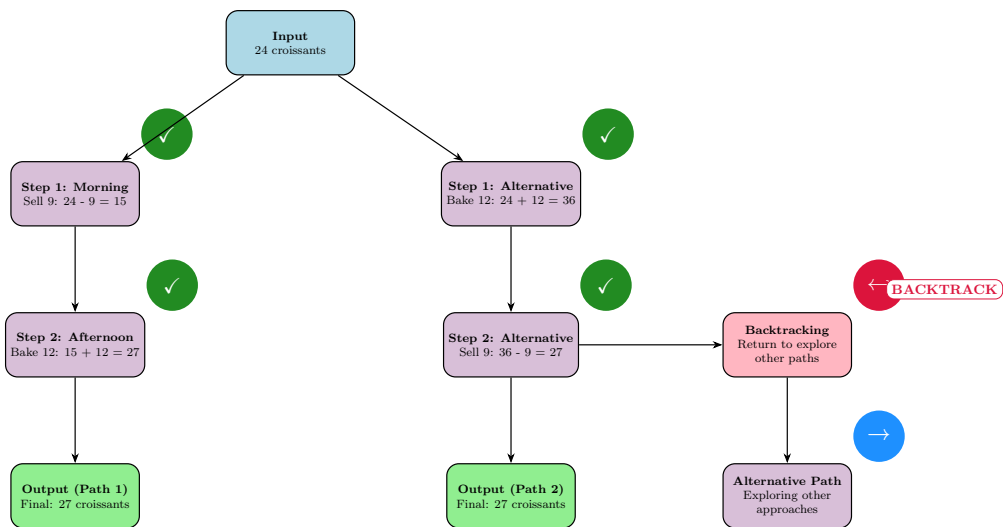 Input
24 croissants
Step 1: Morning
Sell 9: 24 - 9 = 15
Step 1: Alternative
Bake 12: 24 + 12 = 36
BACKTRACK
Step 2: Afternoon
Bake 12: 15 + 12 = 27
Step 2: Alternative
Sell 9: 36 - 9 = 27
Backtracking
Return to explore
other paths
Output (Path 1)
Final: 27 croissants
Output (Path 2)
Final: 27 croissants
Alternative Path
Exploring other
approaches